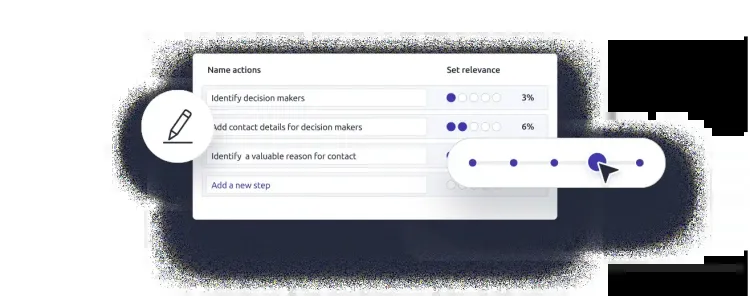 Name actions Set relevance
Identify decision makers 3%
Add contact details for decision makers 6%
Identify a valuable reason for contact
Add a new step